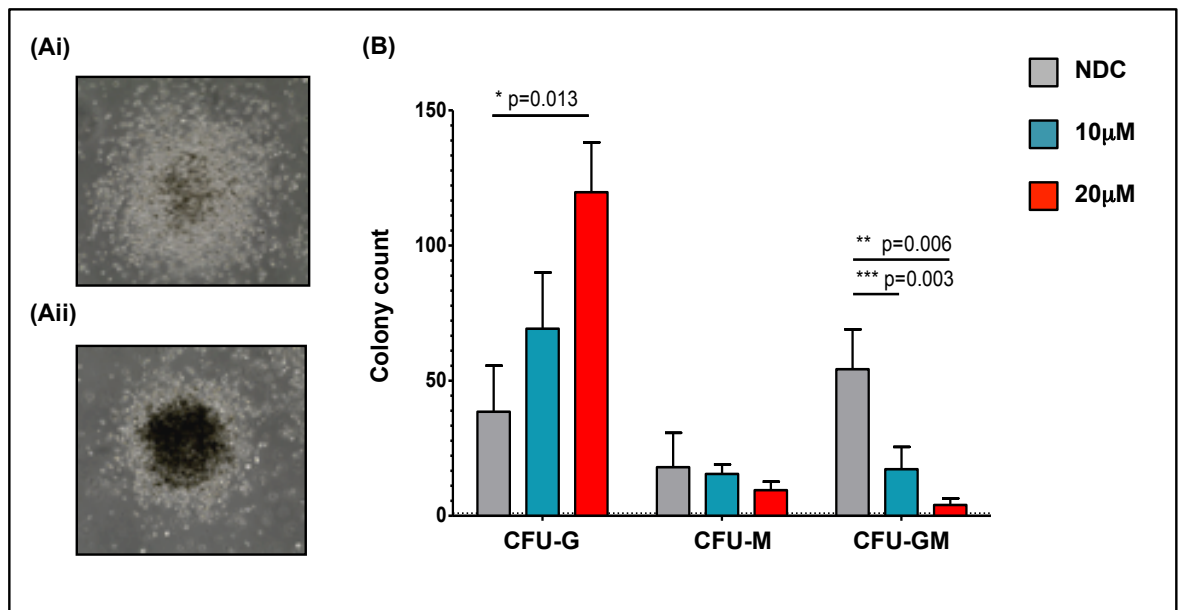 (Ai)
(Aii)
(B)
* p=0.013
** p=0.006
*** p=0.003
150
100
50
0
Colony count
CFU-G
CFU-M
CFU-GM
NDC
10μM
20μM